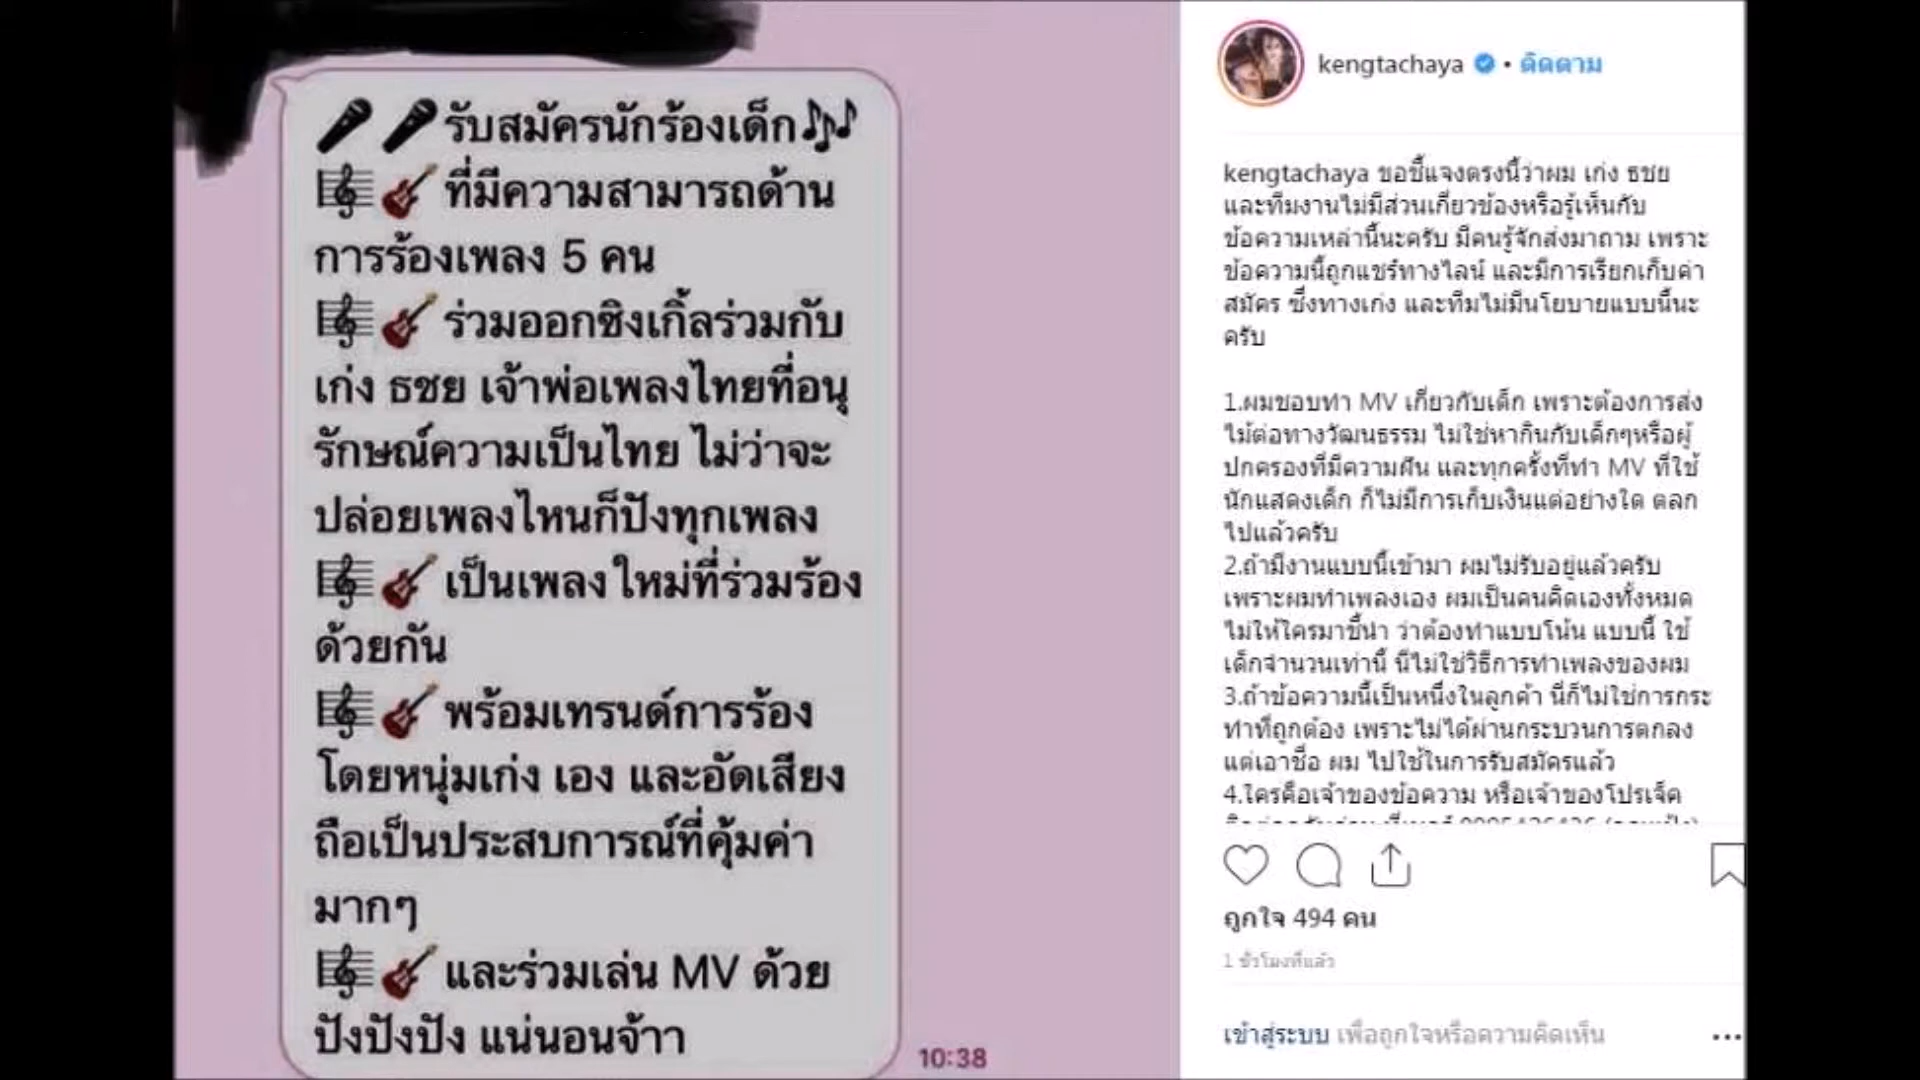 รับสมัครนักร้องเด็ก
ที่มีความสามารถด้าน
การร้องเพลง 5 คน
ร่วมออกซิงเกิ้ลร่วมกับ
เก่ง ธชย เจ้าพ่อเพลงไทยที่อนุ
รักษณ์ความเป็นไทย ไม่ว่าจะ
ปล่อยเพลงไหนก็ปังทุกเพลง
เป็นเพลงใหม่ที่ร่วมร้อง
ด้วยกัน
พร้อมเทรนด์การร้อง
โดยหนุ่มเก่ง เอง และอัดเสียง
ถือเป็นประสบการณ์ที่คุ้มค่า
มากๆ
และร่วมเล่น MV ด้วย
ปังปังปัง แน่นอนจ้าา
10:38
kengtachaya • ติดตาม
kengtachaya ขอชี้แจงตรงนี้ว่าผม เก่ง ธชย
และทีมงานไม่มีส่วนเกี่ยวข้องหรือรู้เห็นกับ
ข้อความเหล่านี้นะครับ มีคนรู้จักส่งมาถาม เพราะ
ข้อความนี้ถูกแชร์ทางไลน์ และมีการเรียกเก็บค่า
สมัคร ซึ่งทางเก่ง และทีมไม่มีนโยบายแบบนี้นะ
ครับ
1.ผมชอบทำ MV เกี่ยวกับเด็ก เพราะต้องการส่ง
ไม้ต่อทางวัฒนธรรม ไม่ใช่หากินกับเด็กๆหรือผู้
ปกครองที่มีความฝัน และทุกครั้งที่ทำ MV ที่ใช้
นักแสดงเด็ก ก็ไม่มีการเก็บเงินแต่อย่างใด ตลก
ไปแล้วครับ
2.ถ้ามีงานแบบนี้เข้ามา ผมไม่รับอยู่แล้วครับ
เพราะผมทำเพลงเอง ผมเป็นคนคิดเองทั้งหมด
ไม่ให้ใครมาชี้นำ ว่าต้องทำแบบโน้น แบบนี้ ใช้
เด็กจำนวนเท่านี้ นี่ไม่ใช่วิธีการทำเพลงของผม
3.ถ้าข้อความนี้เป็นหนึ่งในลูกค้า นี่ก็ไม่ใช่การกระ
ทำที่ถูกต้อง เพราะไม่ได้ผ่านกระบวนการตกลง
แต่เอาชื่อ ผม ไปใช้ในการรับสมัครแล้ว
4.ใครคือเจ้าของข้อความ หรือเจ้าของโปรเจ็ค
ถูกใจ 494 คน
1 ชั่วโมงที่แล้ว
เข้าสู่ระบบ เพื่อถูกใจหรือความคิดเห็น